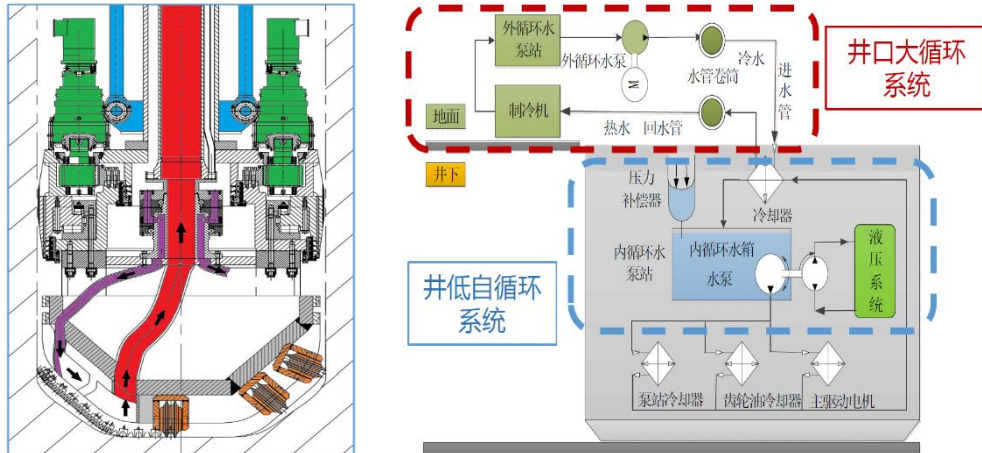 外循环水
泵站
外循环水泵
M
水管卷筒
冷水
进水管
井口大循环
系统
地面
制冷机
热水 回水管
井下
压力
补偿器
冷却器
井低自循环
系统
内循环水
泵站
内循环水箱
水泵
液压系统
泵站冷却器
齿轮油冷却器
主驱动电机